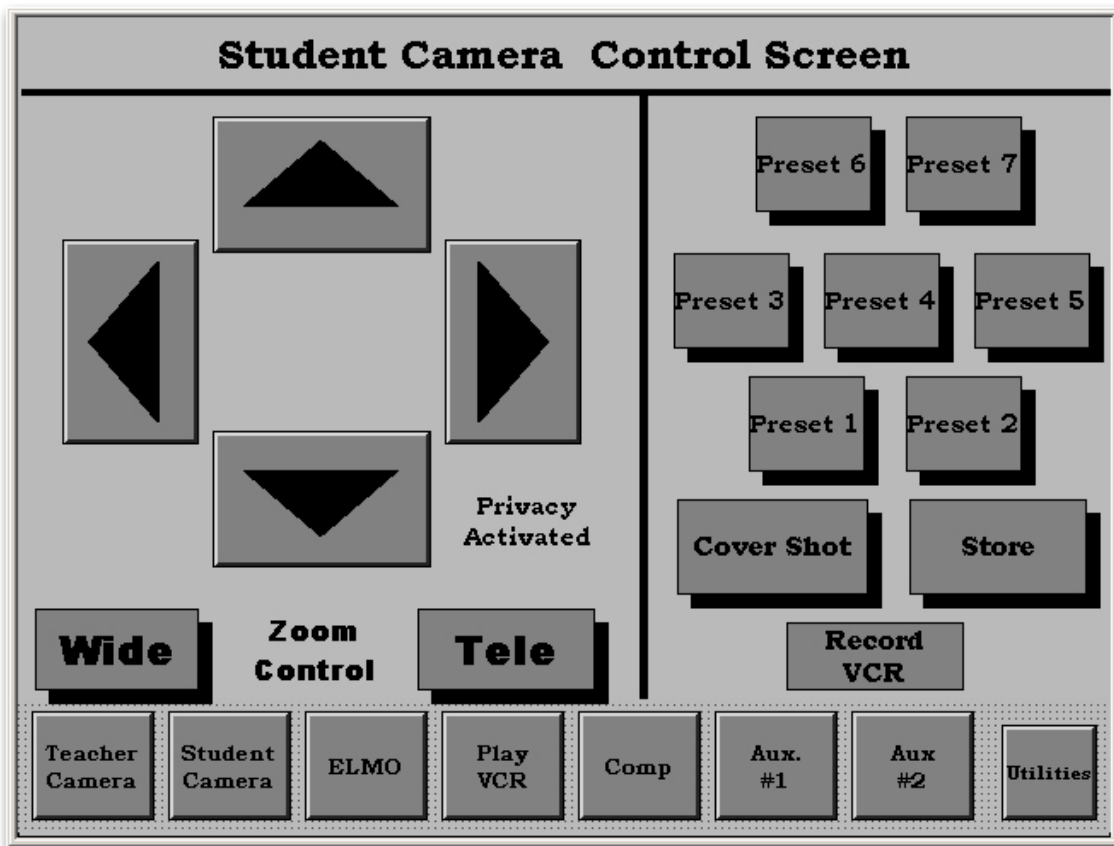 Student Camera Control Screen
Preset 6
Preset 7
Preset 3
Preset 4
Preset 5
Preset 1
Preset 2
Privacy
Activated
Cover Shot
Store
Wide
Zoom
Control
Tele
Record
VCR
Teacher
Camera
Student
Camera
ELMO
Play
VCR
Comp
Aux.
#1
Aux
#2
Utilities